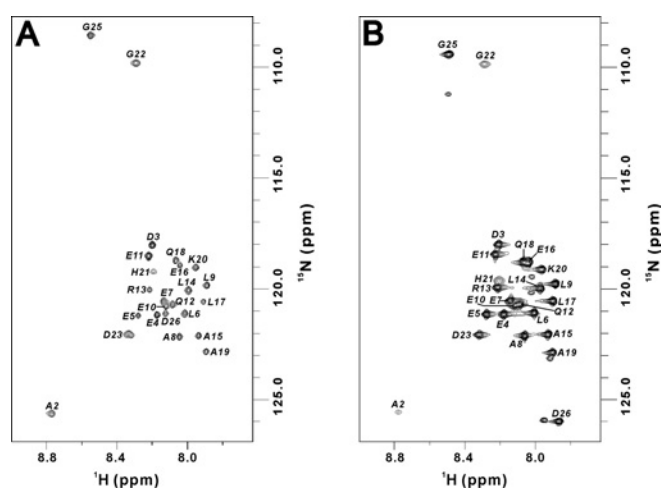 A
G25
G22
D3
E11
Q18
K20
H21
E16
L9
R13
L14
E7
L17
E10
Q12
E5
E4
D26
L6
D23
A8
A15
A19
A2
110.0
115.0
120.0
125.0
15N (ppm)
8.8
8.4
8.0
1H (ppm)
B
G25
G22
D3
Q18
E16
E11
K20
H21
L14
L9
R13
E10
E7
L17
Q12
E5
E4
L6
D23
A8
A15
A19
A2
D26
110.0
115.0
120.0
125.0
15N (ppm)
8.8
8.4
8.0
1H (ppm)